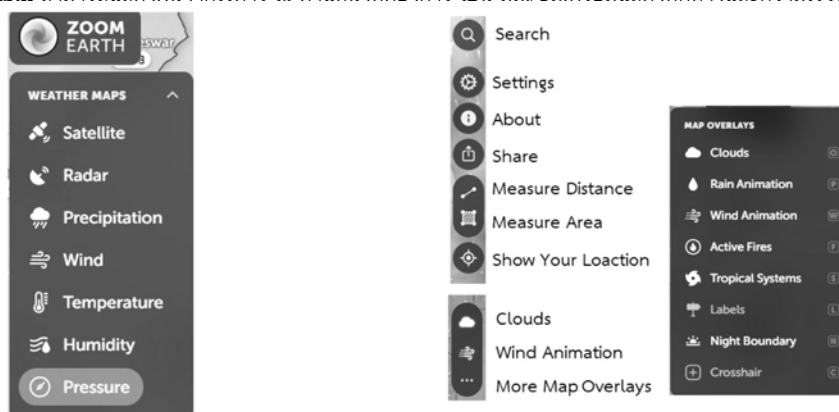 ZOOM
EARTH
WEATHER MAPS
Satellite
Radar
Precipitation
Wind
Temperature
Humidity
Pressure
Search
Settings
About
Share
Measure Distance
Measure Area
Show Your Loaction
Clouds
Wind Animation
More Map Overlays
MAP OVERLAYS
Clouds O
Rain Animation P
Wind Animation W
Active Fires F
Tropical Systems S
Labels L
Night Boundary N
Crosshair C